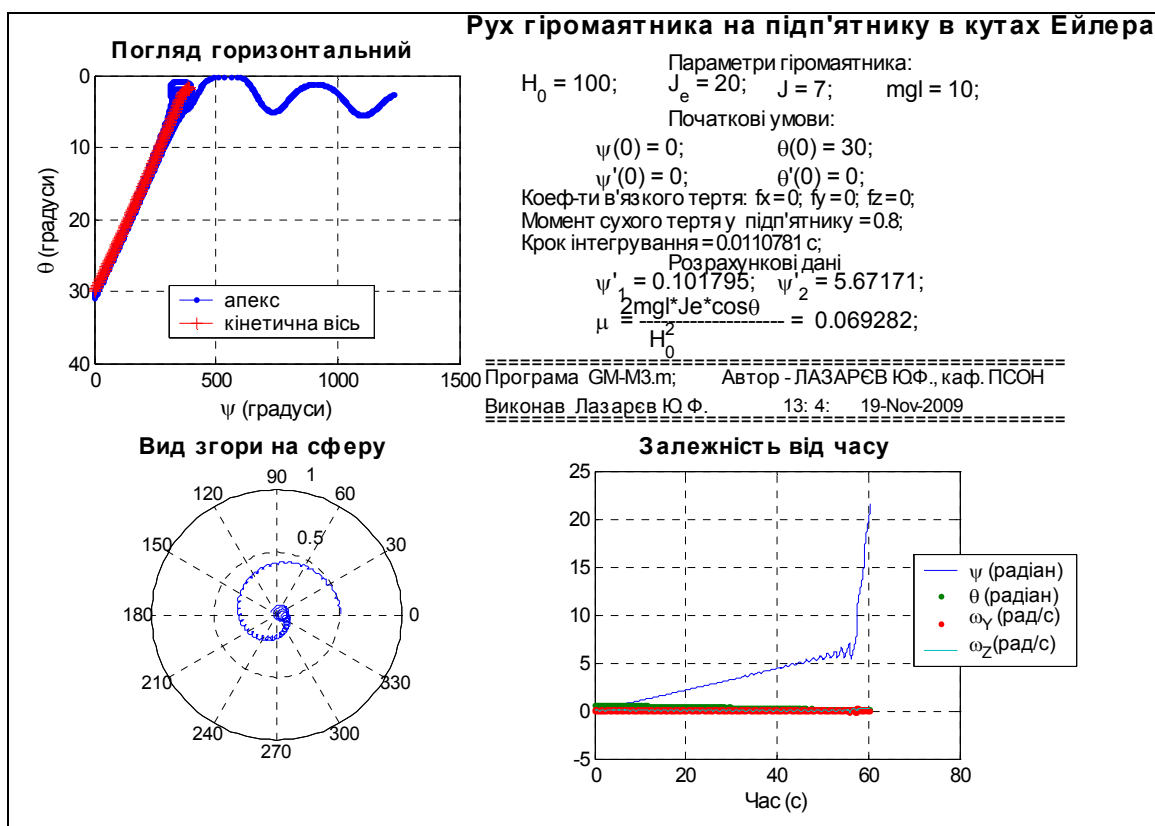 Рух гіромаятника на підп'ятнику в кутах Ейлера
Погляд горизонтальний
0
10
20
30
40
θ (градуси)
0
500
1000
1500
ψ (градуси)
апекс
кінетична вісь
Параметри гіромаятника:
H0 = 100; Je = 20; J = 7; mgl = 10;
Початкові умови:
ψ(0) = 0; θ(0) = 30;
ψ'(0) = 0; θ'(0) = 0;
Коеф-ти в'язкого тертя: fx=0; fy=0; fz=0;
Момент сухого тертя у підп'ятнику =0.8;
Крок інтегрування =0.0110781 с;
Розрахункові дані
ψ'1 = 0.101795; ψ'2 = 5.67171;
2mgl*Je*cosθ
μ = --------------------- = 0.069282;
H0^2
===========================================
Програма GM-M3.m; Автор - ЛАЗАРЄВ Ю.Ф., каф. ПСОН
Виконав Лазарєв Ю. Ф. 13: 4: 19-Nov-2009
===========================================
Вид згори на сферу
90
1
120
60
0.5
150
30
180
0
210
330
240
300
270
Залежність від часу
25
20
15
10
5
0
-5
0
20
40
60
80
Час (с)
ψ (радіан)
θ (радіан)
ωY (рад/с)
ωZ (рад/с)